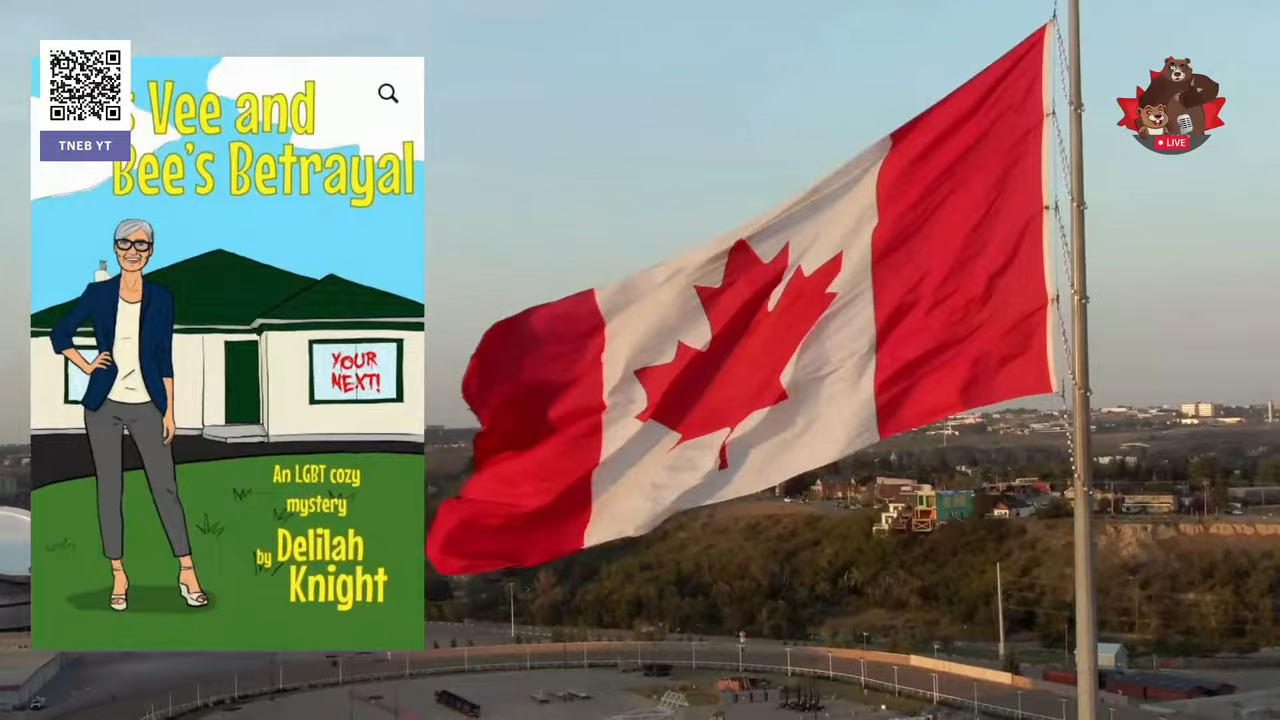 TNEB YT
Vee and
Bee's Betrayal
YOUR
NEXT!
An LGBT cozy
mystery
by Delilah
Knight
LIVE